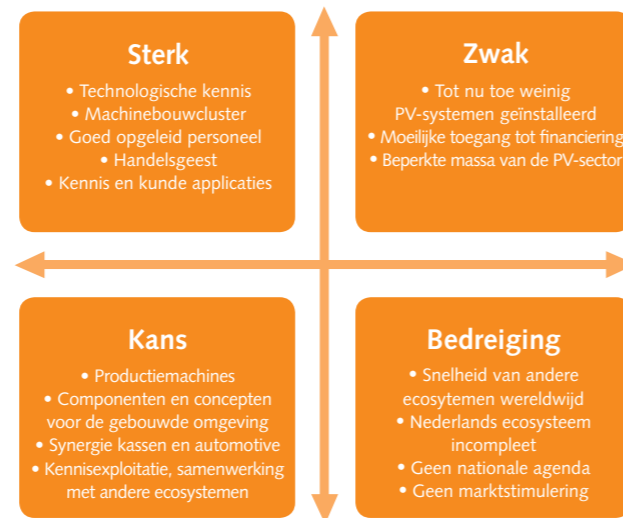 Sterk
• Technologische kennis
• Machinebouwcluster
• Goed opgeleid personeel
• Handelsgeest
• Kennis en kunde applicaties
Zwak
• Tot nu toe weinig
PV-systemen geïnstalleerd
• Moeilijke toegang tot financiering
• Beperkte massa van de PV-sector
Kans
• Productiemachines
• Componenten en concepten
voor de gebouwde omgeving
• Synergie kassen en automotive
• Kennisexploitatie, samenwerking
met andere ecosystemen
Bedreiging
• Snelheid van andere
ecosytemen wereldwijd
• Nederlands ecosysteem
incompleet
• Geen nationale agenda
• Geen marktstimulering